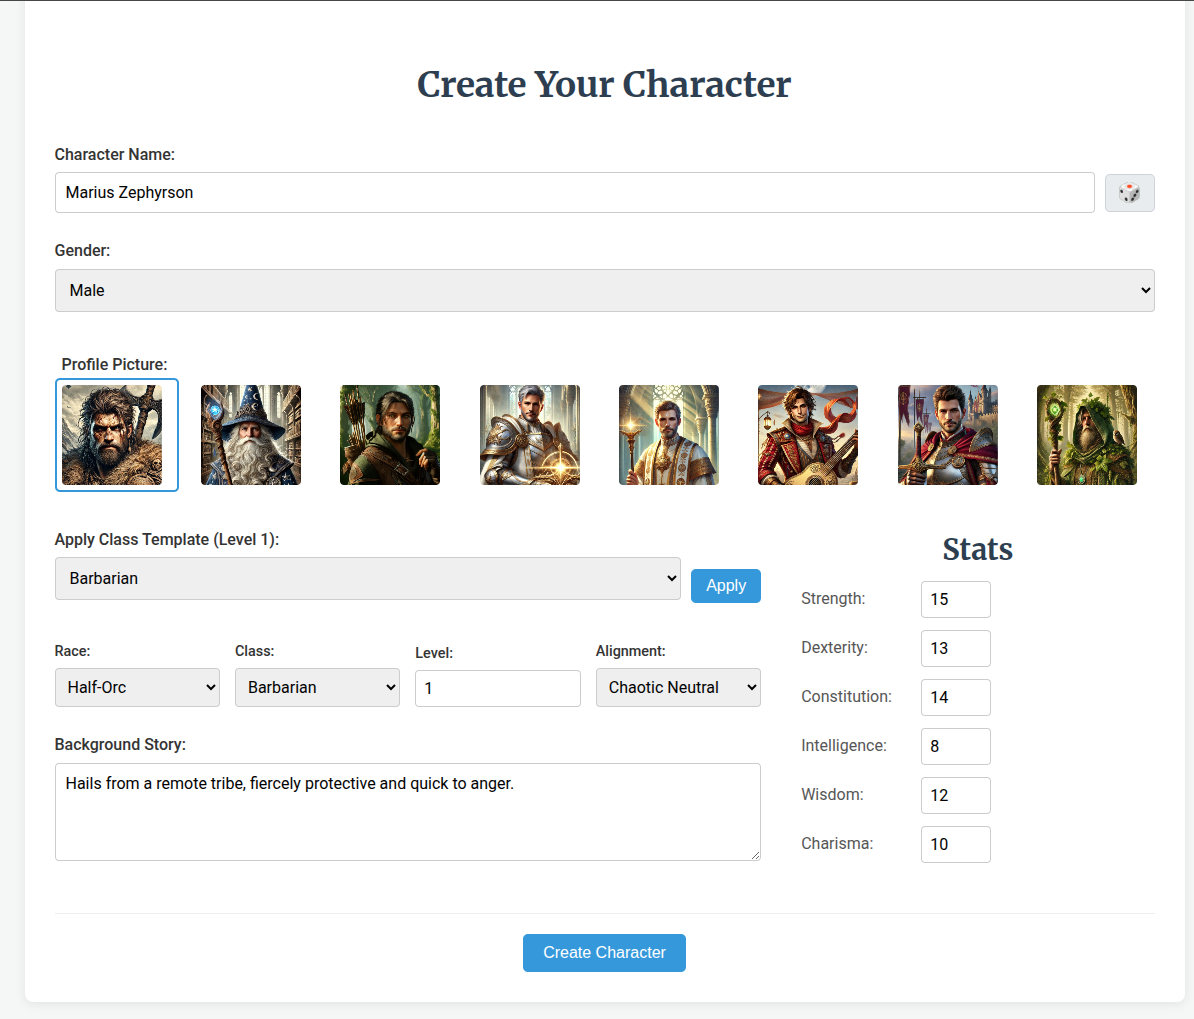 Create Your Character
Character Name:
Marius Zephyrson
Gender:
Male
Profile Picture:
Apply Class Template (Level 1):
Barbarian
Apply
Race:
Class:
Level:
Alignment:
Half-Orc
Barbarian
1
Chaotic Neutral
Background Story:
Hails from a remote tribe, fiercely protective and quick to anger.
Stats
Strength:
15
Dexterity:
13
Constitution:
14
Intelligence:
8
Wisdom:
12
Charisma:
10
Create Character